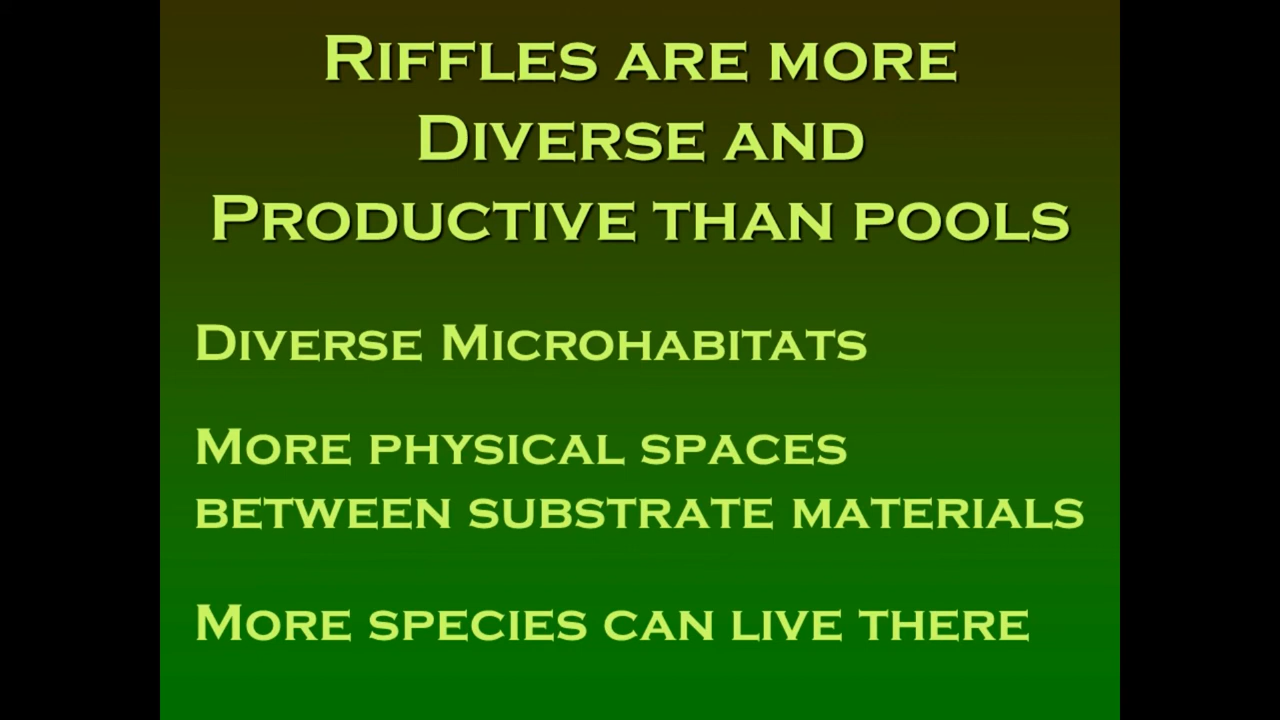 Riffles are more
Diverse and
Productive than pools
Diverse Microhabitats
More physical spaces
between substrate materials
More species can live there